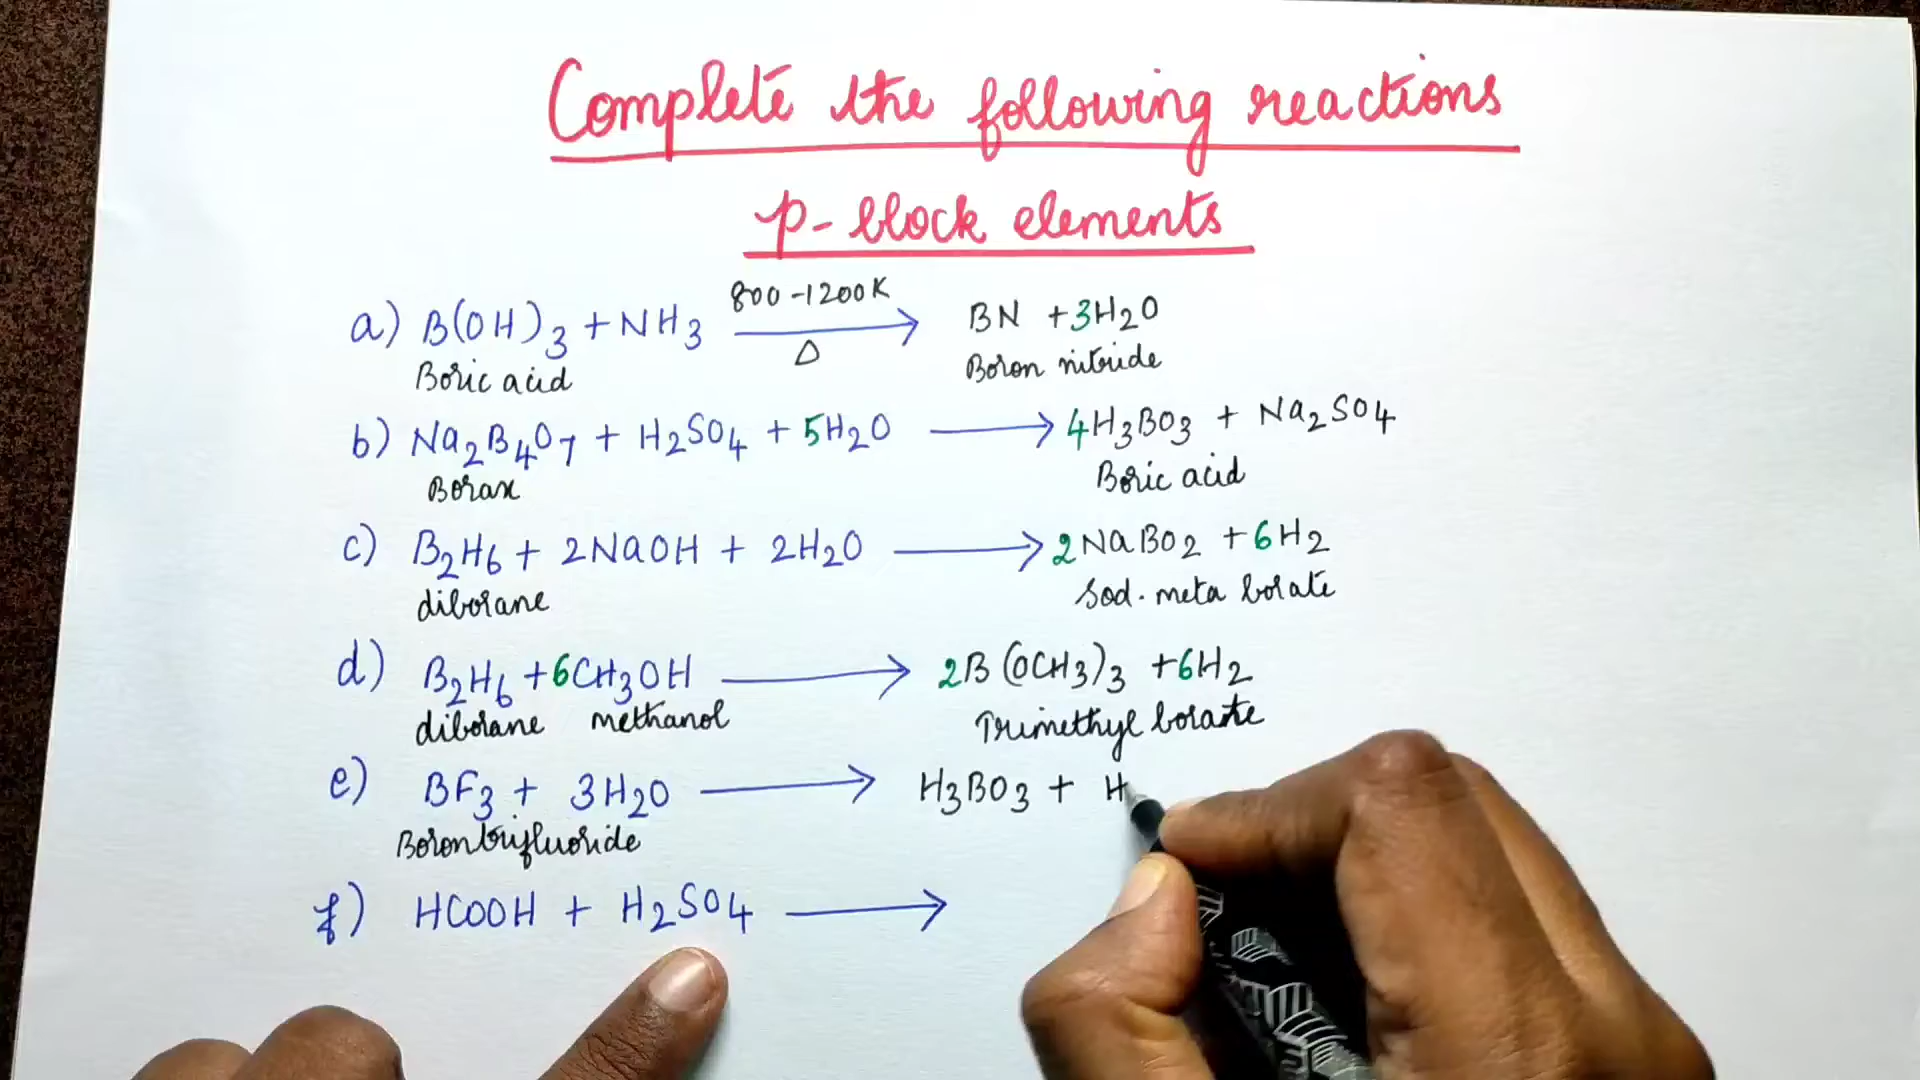 Complete the following reactions
p-block elements
800-1200K
a) B(OH)3 + NH3 ⟶ BN + 3H2O
Δ
Boric acid Boron nitride
b) Na2B4O7 + H2SO4 + 5H2O ⟶ 4H3BO3 + Na2SO4
Borax Boric acid
c) B2H6 + 2NaOH + 2H2O ⟶ 2NaBO2 + 6H2
diborane Sod. meta borate
d) B2H6 + 6CH3OH ⟶ 2B(OCH3)3 + 6H2
diborane methanol Trimethyl borate
e) BF3 + 3H2O ⟶ H3BO3 + H
Borontrifluoride
f) HCOOH + H2SO4 ⟶